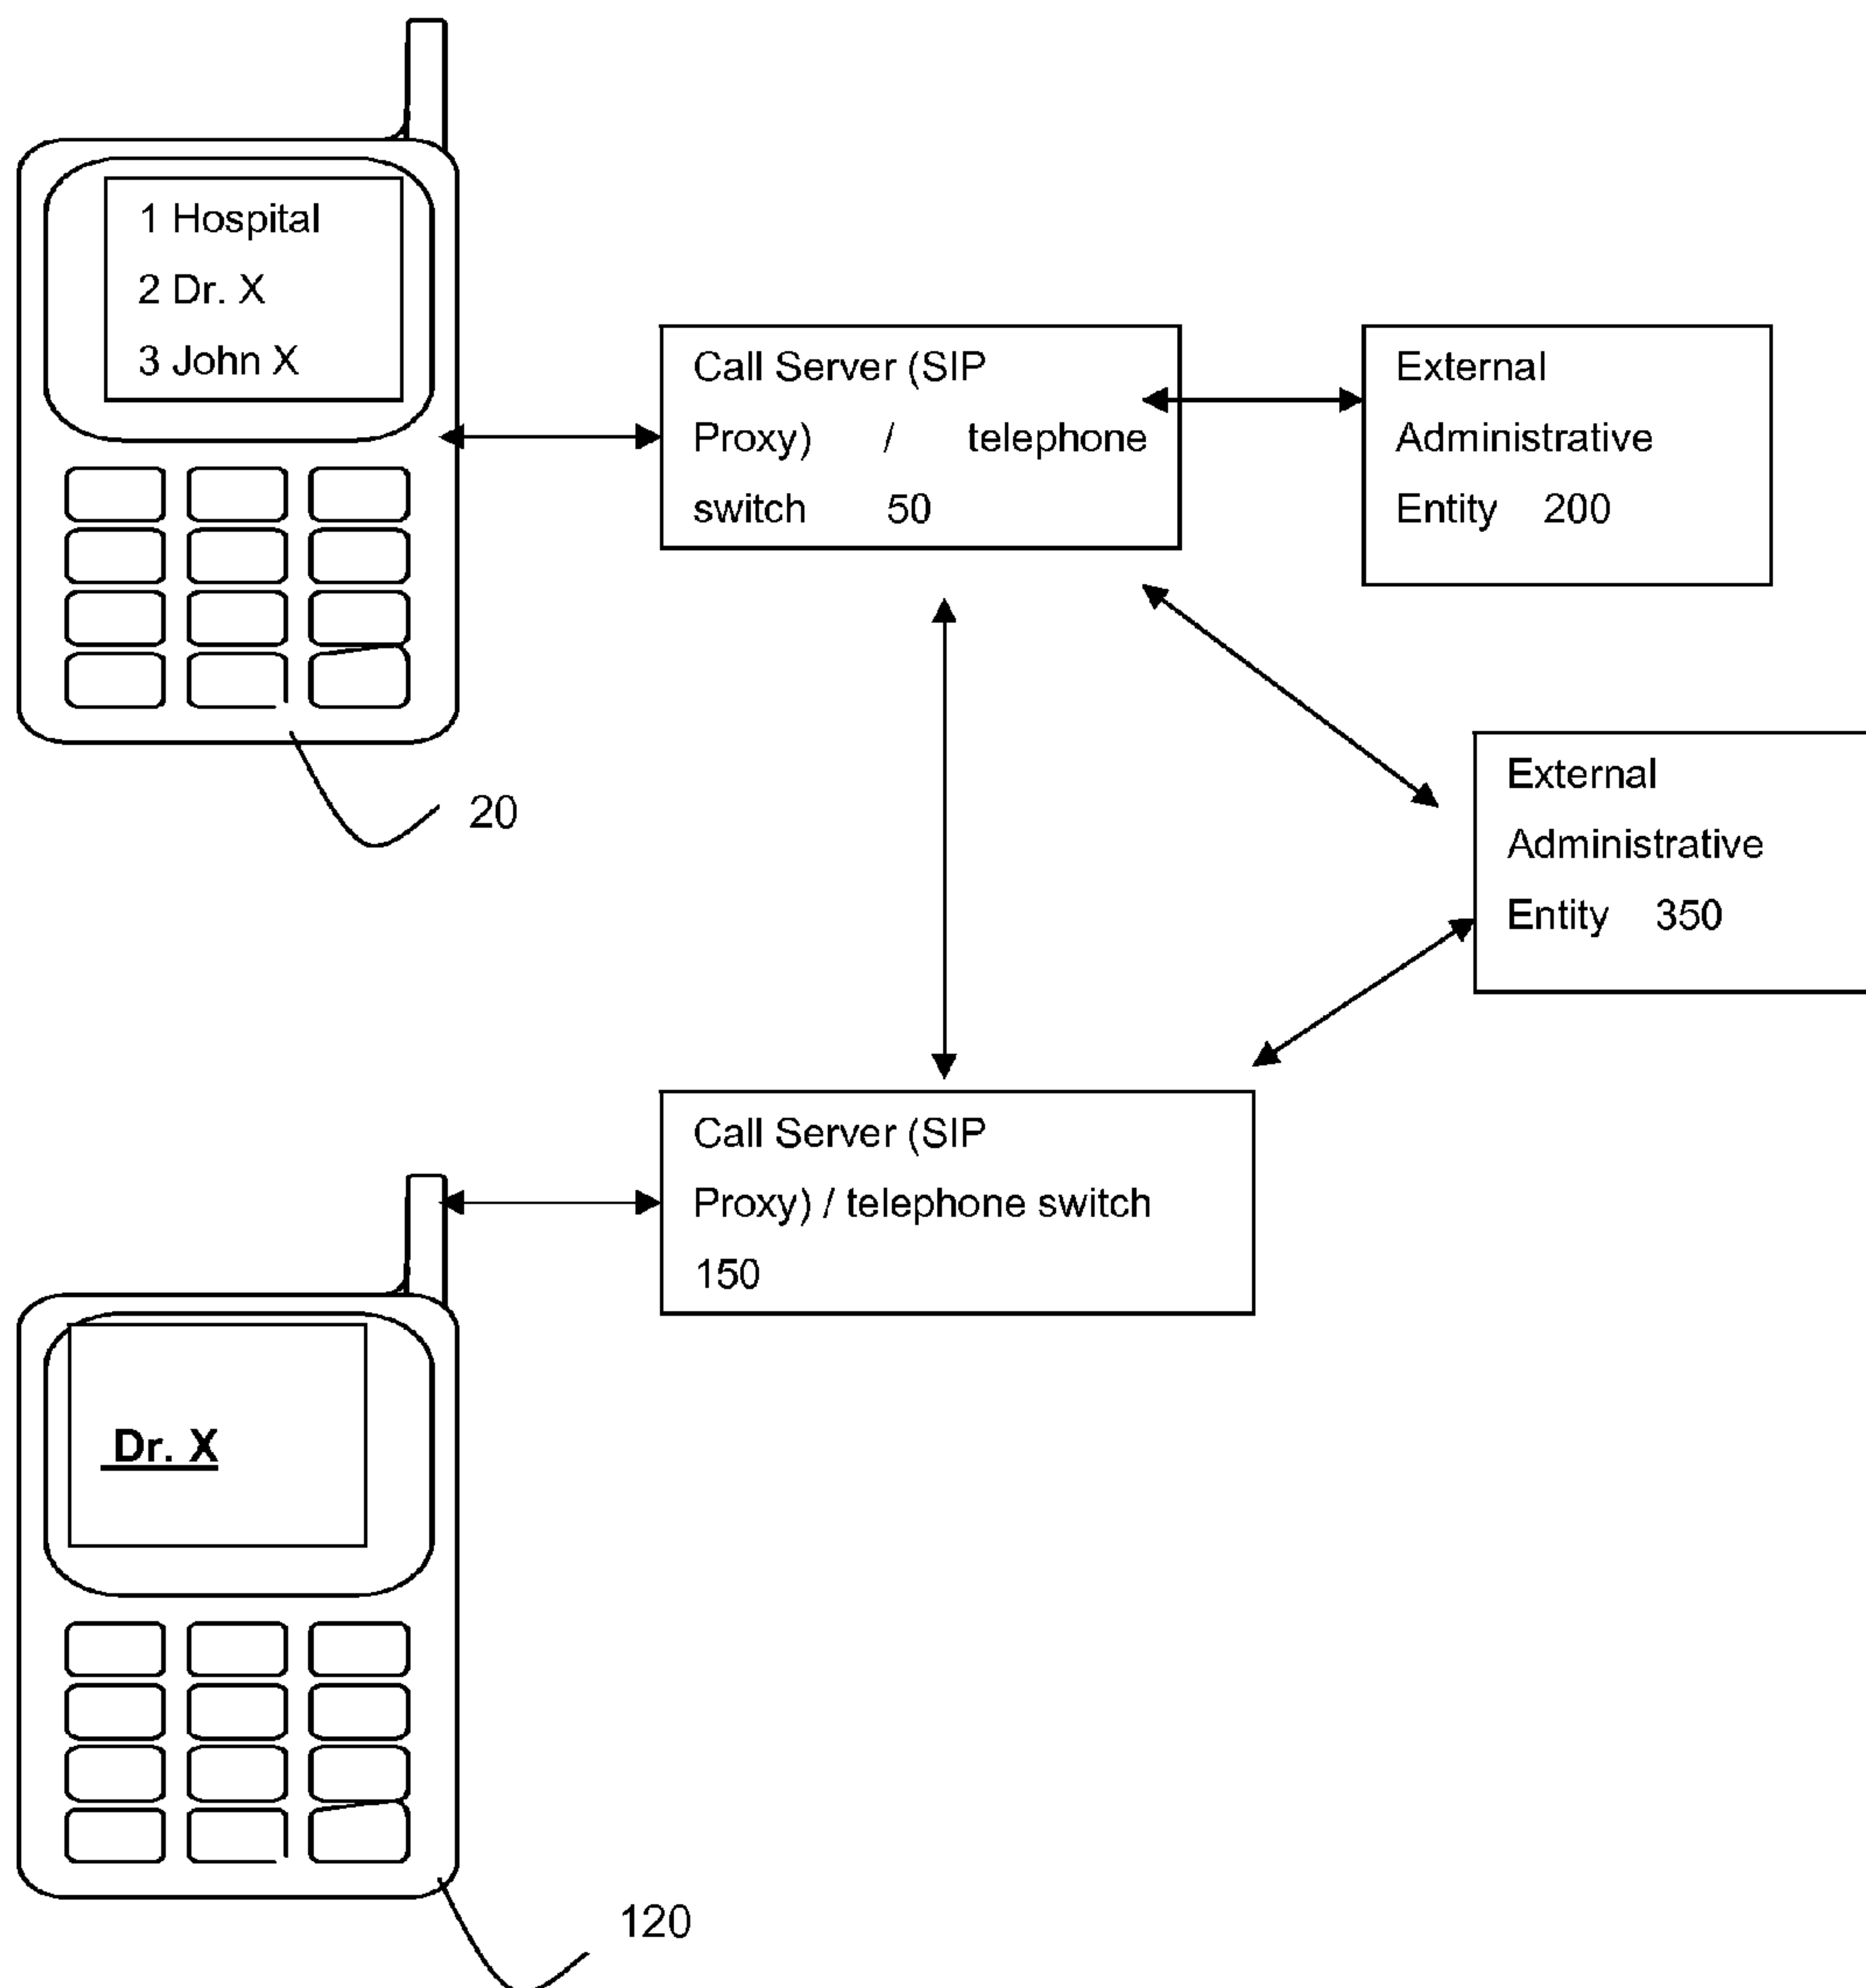 1 Hospital
2 Dr. X
3 John X
Call Server (SIP
Proxy) / telephone
switch 50
External
Administrative
Entity 200
20
External
Administrative
Entity 350
Call Server (SIP
Proxy) / telephone switch
150
Dr. X
120